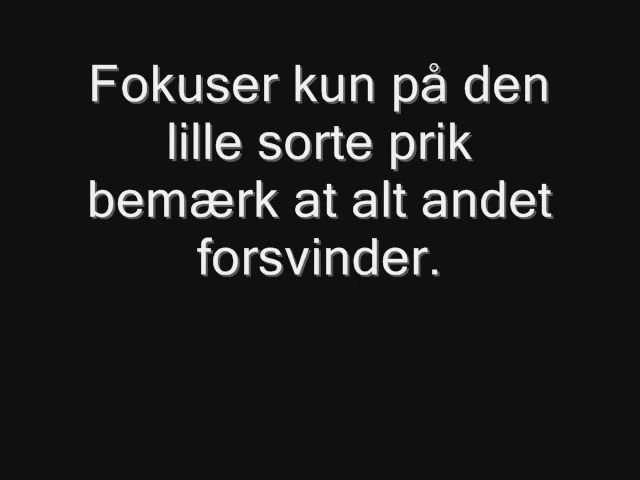 Fokuser kun på den
lille sorte prik
bemærk at alt andet
forsvinder.